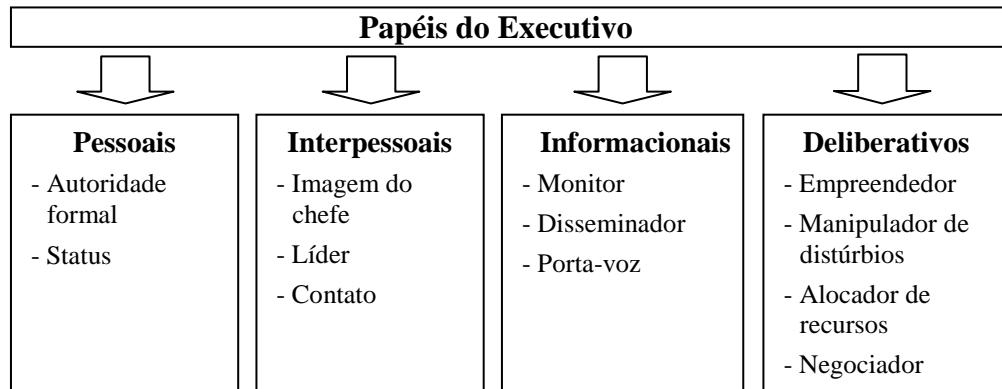 Papéis do Executivo
Pessoais
- Autoridade
formal
- Status
Interpessoais
- Imagem do
chefe
- Líder
- Contato
Informacionais
- Monitor
- Disseminador
- Porta-voz
Deliberativos
- Empreendedor
- Manipulador de
distúrbios
- Alocador de
recursos
- Negociador